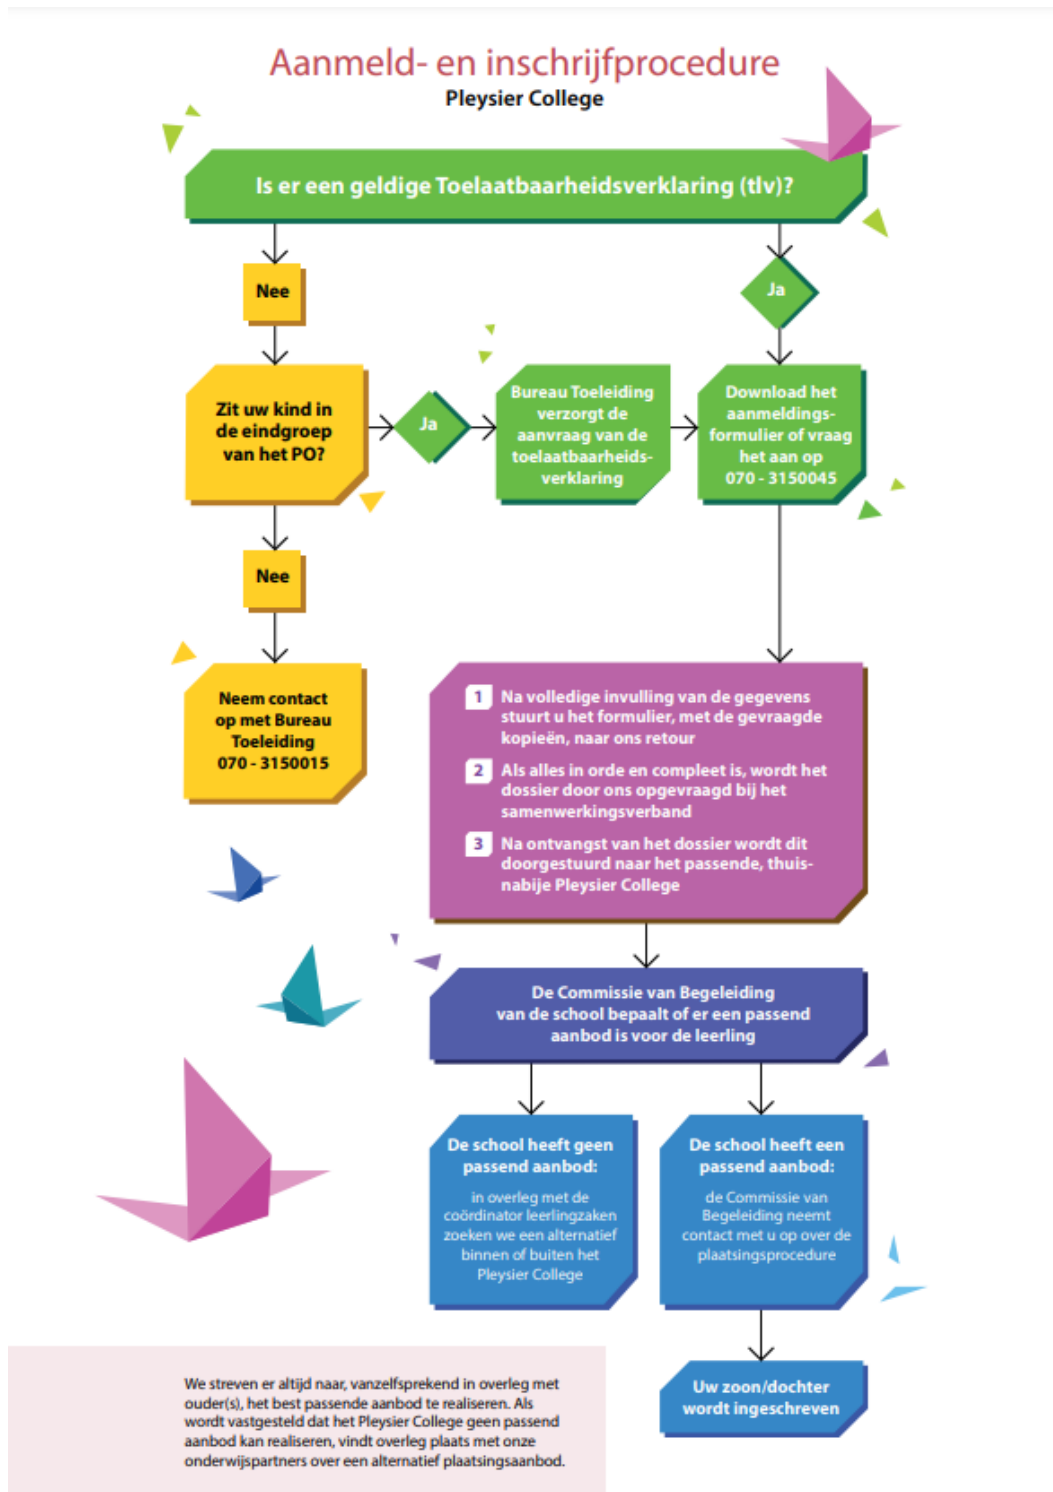 Aanmeld- en inschrijfprocedure
Pleysier College
Is er een geldige Toelaatbaarheidsverklaring (tlv)?
Nee
Ja
Zit uw kind in
de eindgroep
van het PO?
Ja
Bureau Toeleiding
verzorgt de
aanvraag van de
toelaatbaarheids-
verklaring
Download het
aanmeldings-
formulier of vraag
het aan op
070 - 3150045
Nee
Neem contact
op met Bureau
Toeleiding
070 - 3150015
1 Na volledige invulling van de gegevens
stuurt u het formulier, met de gevraagde
kopieën, naar ons retour
2 Als alles in orde en compleet is, wordt het
dossier door ons opgevraagd bij het
samenwerkingsverband
3 Na ontvangst van het dossier wordt dit
doorgestuurd naar het passende, thuis-
nabije Pleysier College
De Commissie van Begeleiding
van de school bepaalt of er een passend
aanbod is voor de leerling
De school heeft geen
passend aanbod:
in overleg met de
coördinator leerlingzaken
zoeken we een alternatief
binnen of buiten het
Pleysier College
De school heeft een
passend aanbod:
de Commissie van
Begeleiding neemt
contact met u op over de
plaatsingsprocedure
Uw zoon/dochter
wordt ingeschreven
We streven er altijd naar, vanzelfsprekend in overleg met
ouder(s), het best passende aanbod te realiseren. Als
wordt vastgesteld dat het Pleysier College geen passend
aanbod kan realiseren, vindt overleg plaats met onze
onderwijspartners over een alternatief plaatsingsaanbod.